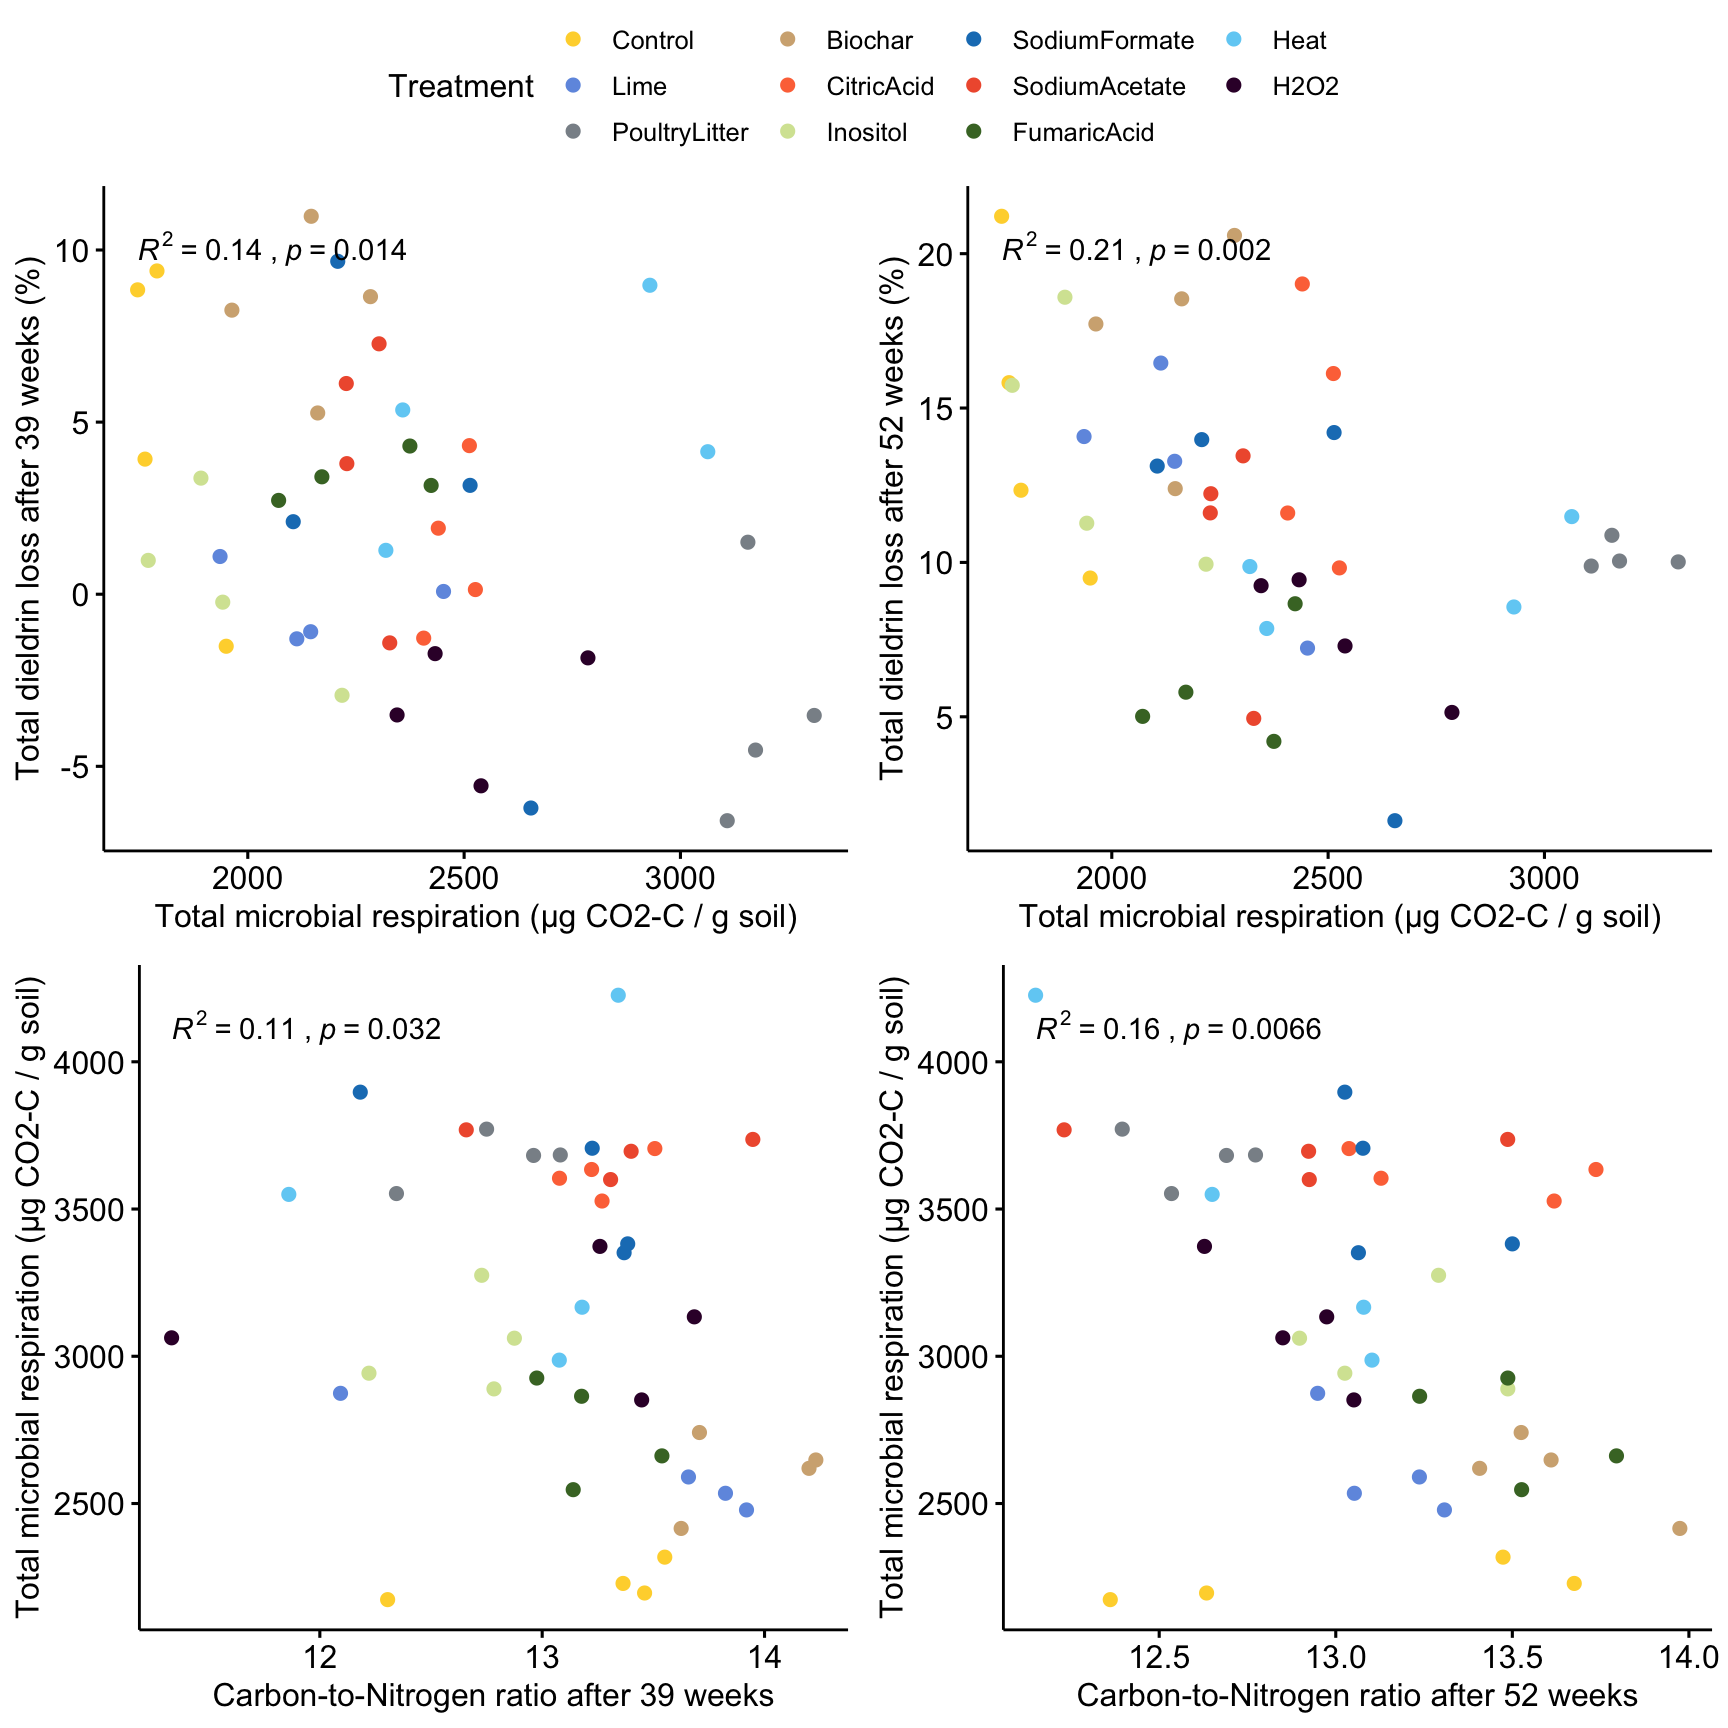 Treatment
Control
Lime
PoultryLitter
Biochar
CitricAcid
Inositol
SodiumFormate
SodiumAcetate
FumaricAcid
Heat
H2O2
Total dieldrin loss after 39 weeks (%)
10
5
0
-5
R² = 0.14 , p = 0.014
2000 2500 3000
Total microbial respiration (µg CO2-C / g soil)
Total dieldrin loss after 52 weeks (%)
20
15
10
5
R² = 0.21 , p = 0.002
2000 2500 3000
Total microbial respiration (µg CO2-C / g soil)
Total microbial respiration (µg CO2-C / g soil)
4000
3500
3000
2500
R² = 0.11 , p = 0.032
12 13 14
Carbon-to-Nitrogen ratio after 39 weeks
Total microbial respiration (µg CO2-C / g soil)
4000
3500
3000
2500
R² = 0.16 , p = 0.0066
12.5 13.0 13.5 14.0
Carbon-to-Nitrogen ratio after 52 weeks